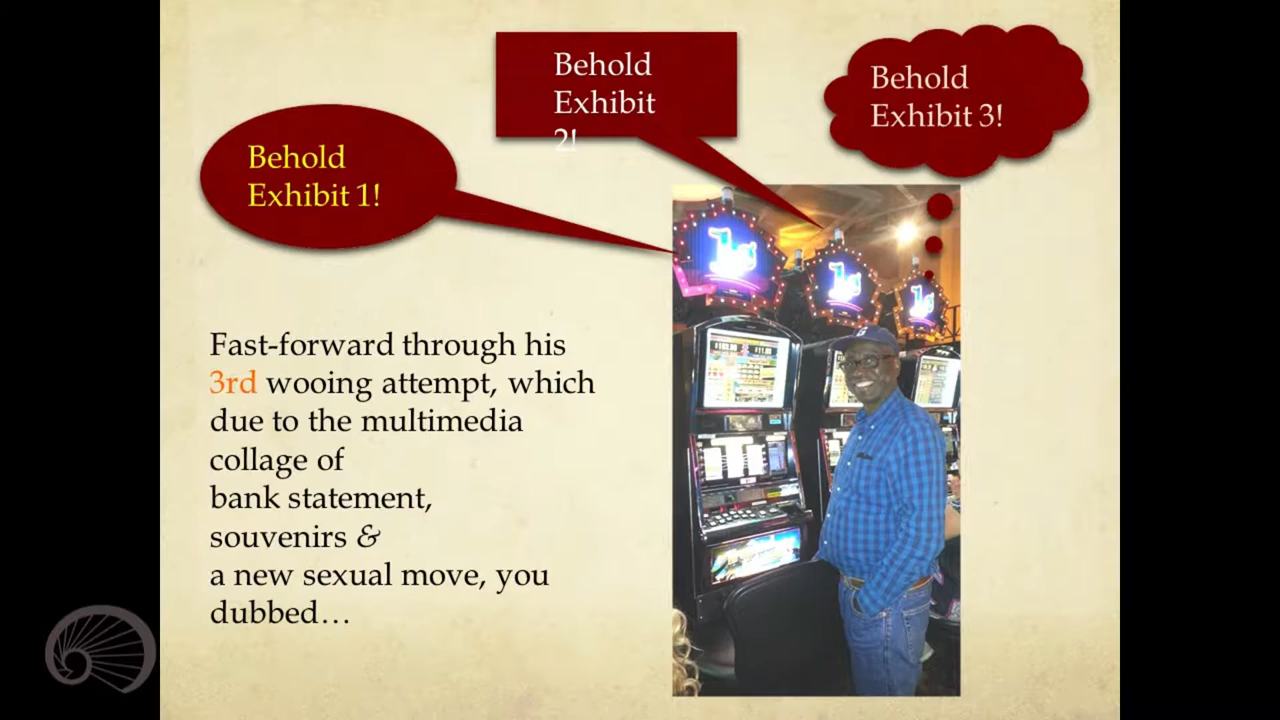 Behold
Exhibit 1!
Behold
Exhibit
2!
Behold
Exhibit 3!
Fast-forward through his
3rd wooing attempt, which
due to the multimedia
collage of
bank statement,
souvenirs &
a new sexual move, you
dubbed…